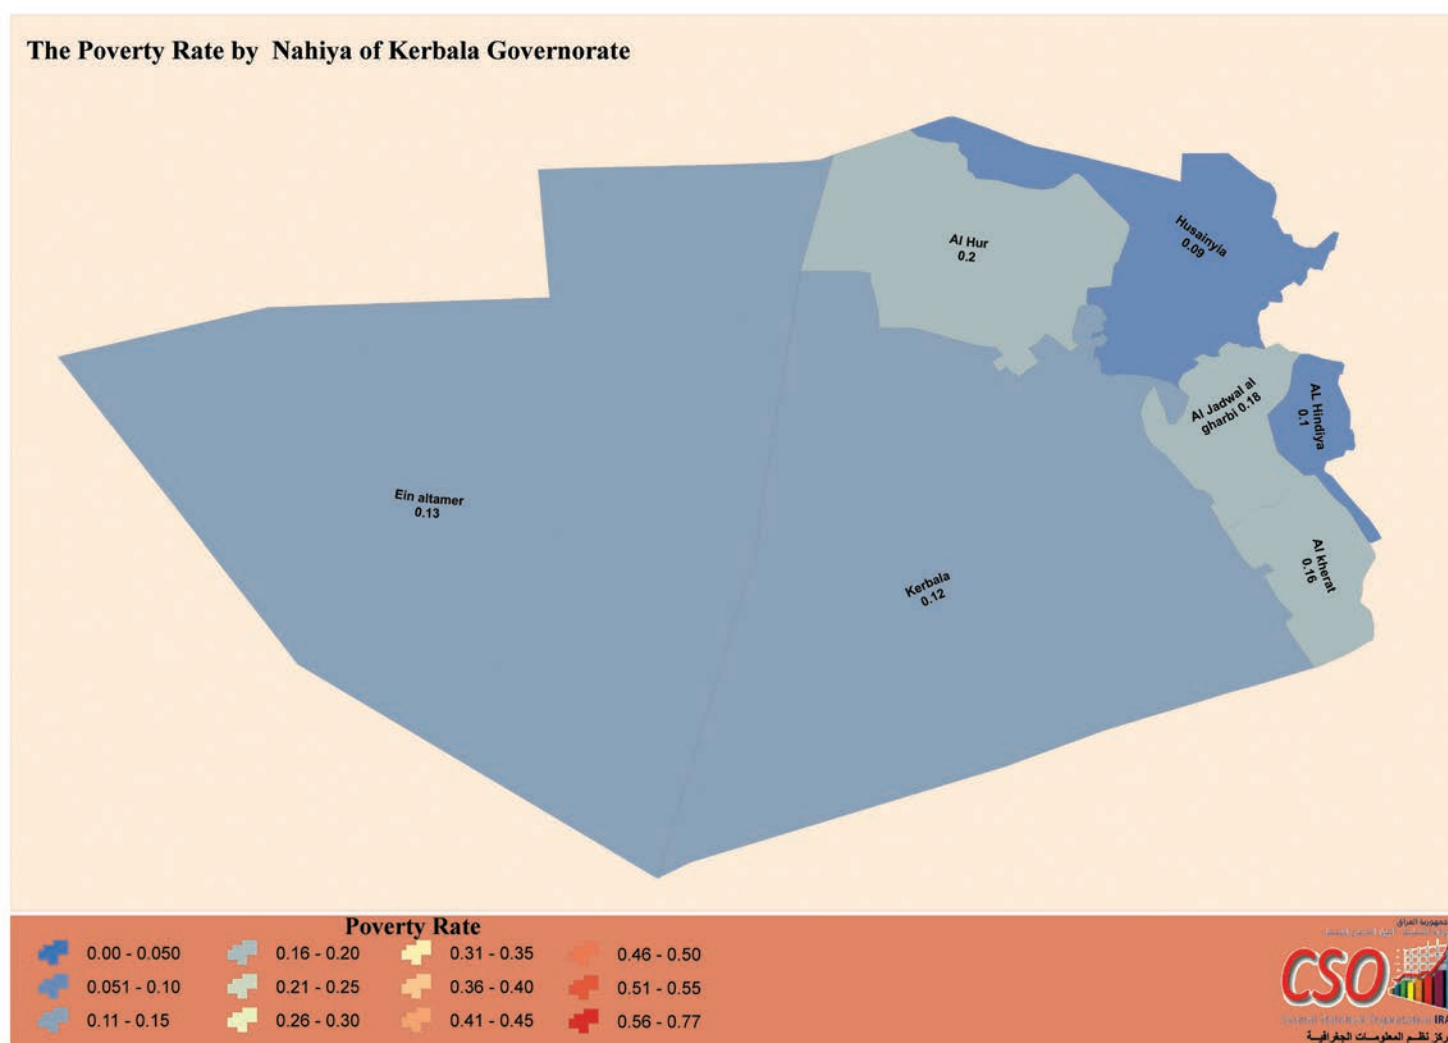 The Poverty Rate by Nahiya of Kerbala Governorate
Al Hur
0.2
Husainyia
0.09
Al Jadwal al
gharbi 0.18
AL Hindiya
0.1
Ein altamer
0.13
Kerbala
0.12
Al kherat
0.16
Poverty Rate
0.00 - 0.050
0.051 - 0.10
0.11 - 0.15
0.16 - 0.20
0.21 - 0.25
0.26 - 0.30
0.31 - 0.35
0.36 - 0.40
0.41 - 0.45
0.46 - 0.50
0.51 - 0.55
0.56 - 0.77
CSO
نظم المعلومات الجغرافية